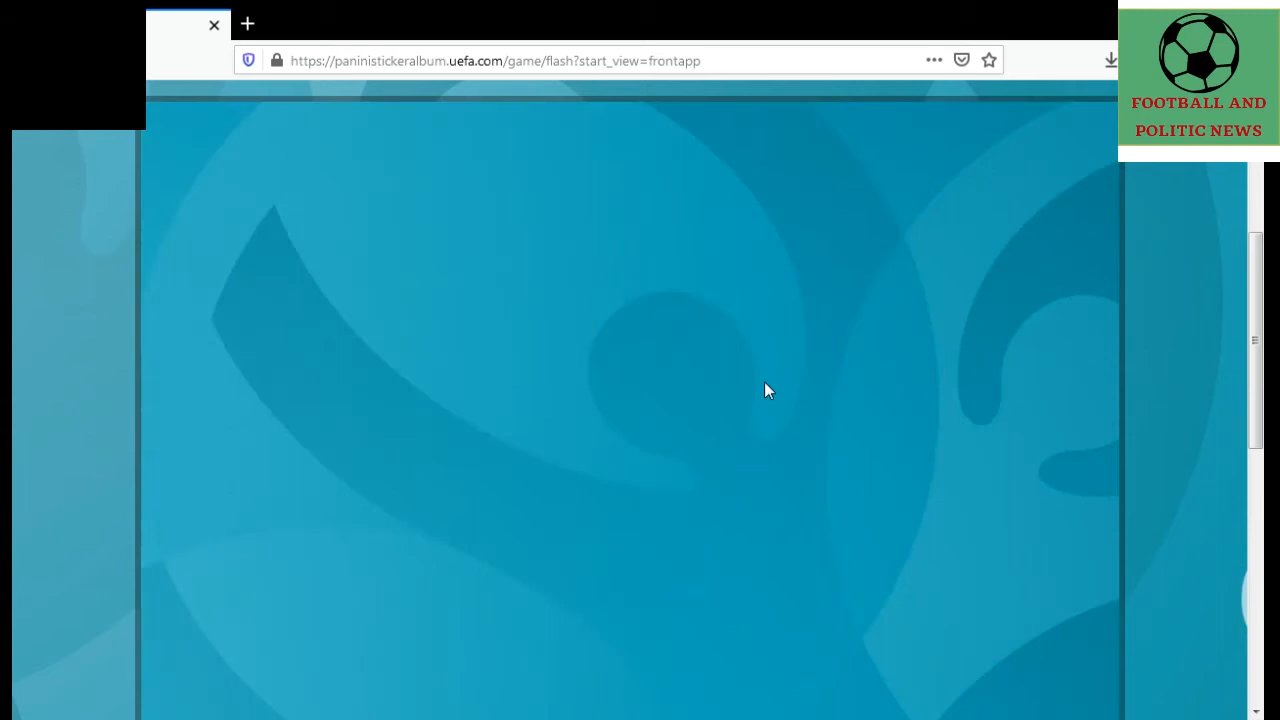 https://paninistickeralbum.uefa.com/game/flash?start_view=frontapp
FOOTBALL AND
POLITIC NEWS